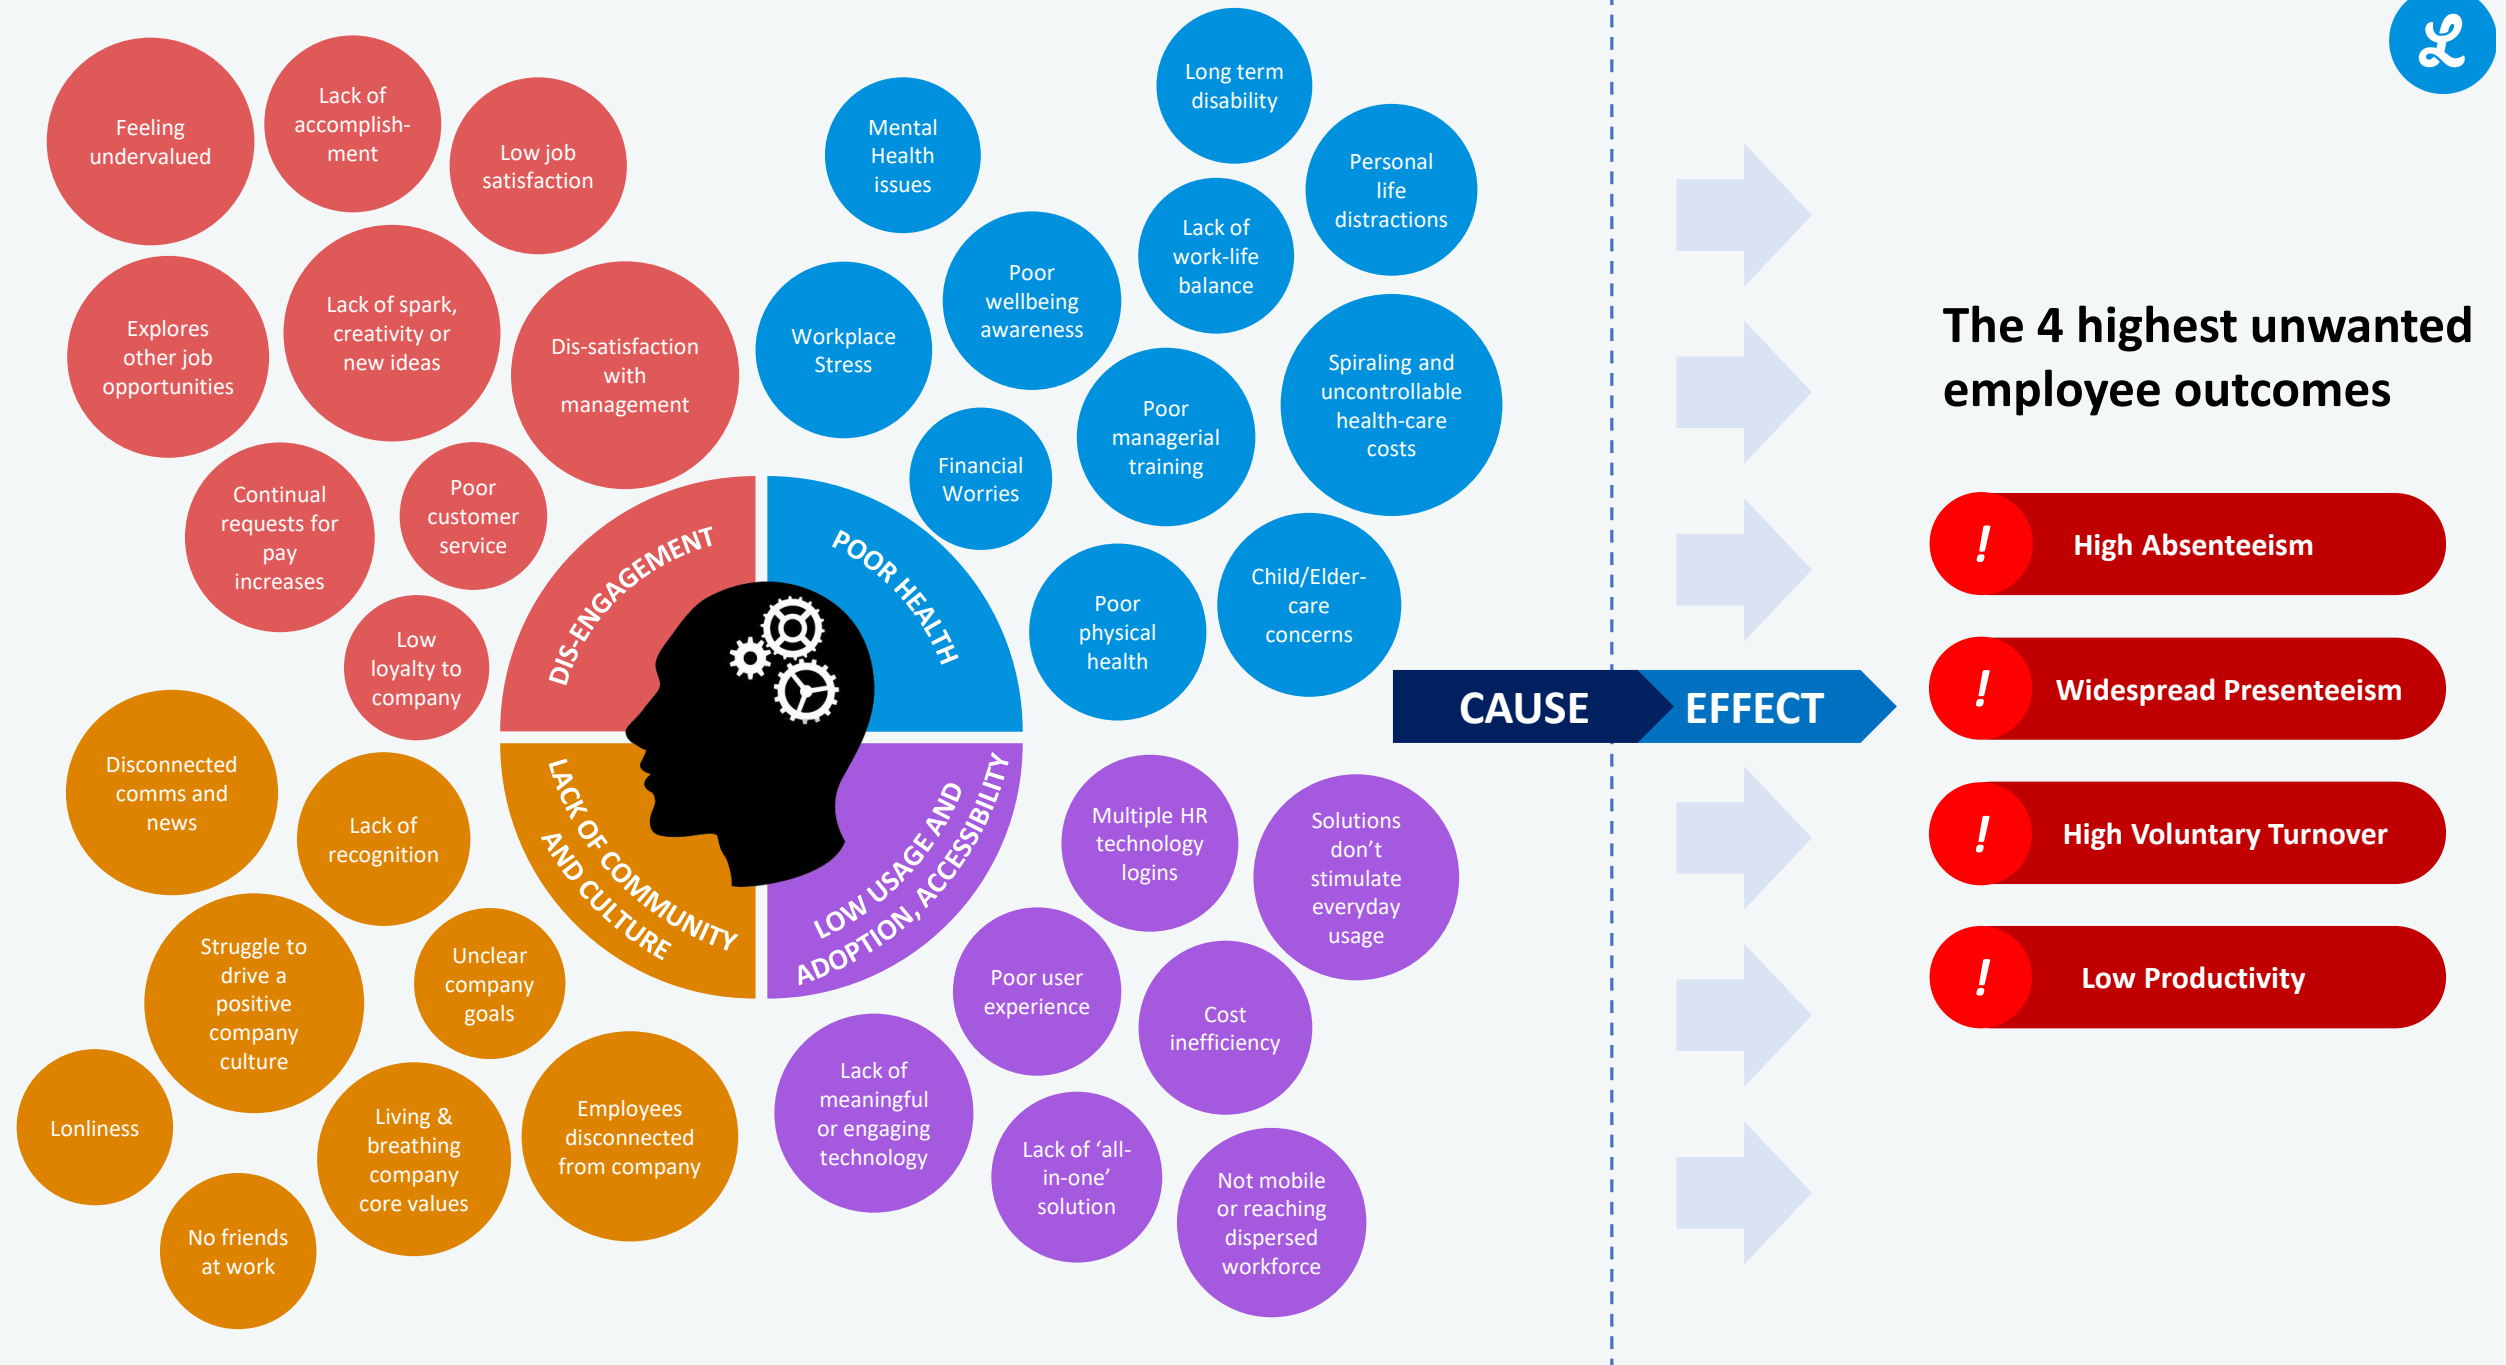 Feeling
undervalued
Lack of
accomplish-
ment
Low job
satisfaction
Explores
other job
opportunities
Lack of spark,
creativity or
new ideas
Dis-satisfaction
with
management
Continual
requests for
pay
increases
Poor
customer
service
Low
loyalty to
company
DIS-ENGAGEMENT
Mental
Health
issues
Long term
disability
Personal
life
distractions
Lack of
work-life
balance
Poor
wellbeing
awareness
Workplace
Stress
Spiraling and
uncontrollable
health-care
costs
Poor
managerial
training
Financial
Worries
Child/Elder-
care
concerns
Poor
physical
health
POOR HEALTH
Disconnected
comms and
news
Lack of
recognition
Struggle to
drive a
positive
company
culture
Unclear
company
goals
Lonliness
Living &
breathing
company
core values
Employees
disconnected
from company
No friends
at work
LACK OF COMMUNITY
AND CULTURE
LOW USAGE AND
ADOPTION, ACCESSIBILITY
Multiple HR
technology
logins
Solutions
don’t
stimulate
everyday
usage
Poor user
experience
Cost
inefficiency
Lack of
meaningful
or engaging
technology
Lack of ‘all-
in-one’
solution
Not mobile
or reaching
dispersed
workforce
CAUSE
EFFECT
L
The 4 highest unwanted
employee outcomes
! High Absenteeism
! Widespread Presenteeism
! High Voluntary Turnover
! Low Productivity